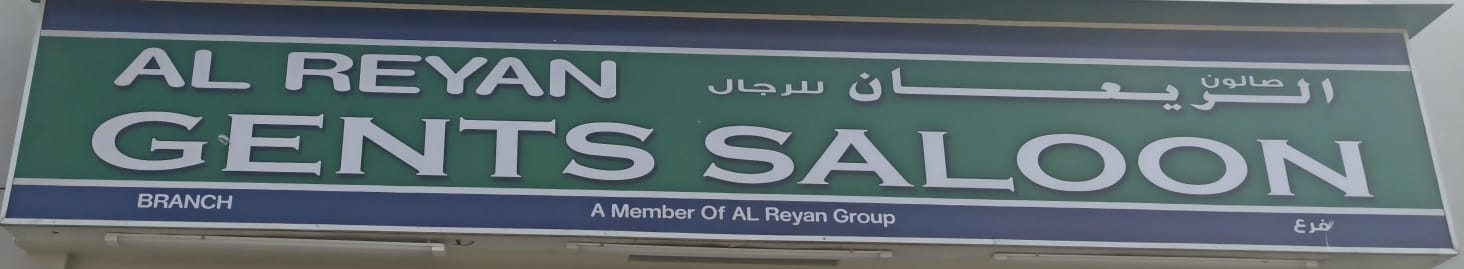 AL REYAN
صالون الريعان للرجال
GENTS SALOON
BRANCH
A Member Of AL Reyan Group
فرع